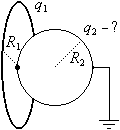 q₁
q₂ – ?
R₁
R₂